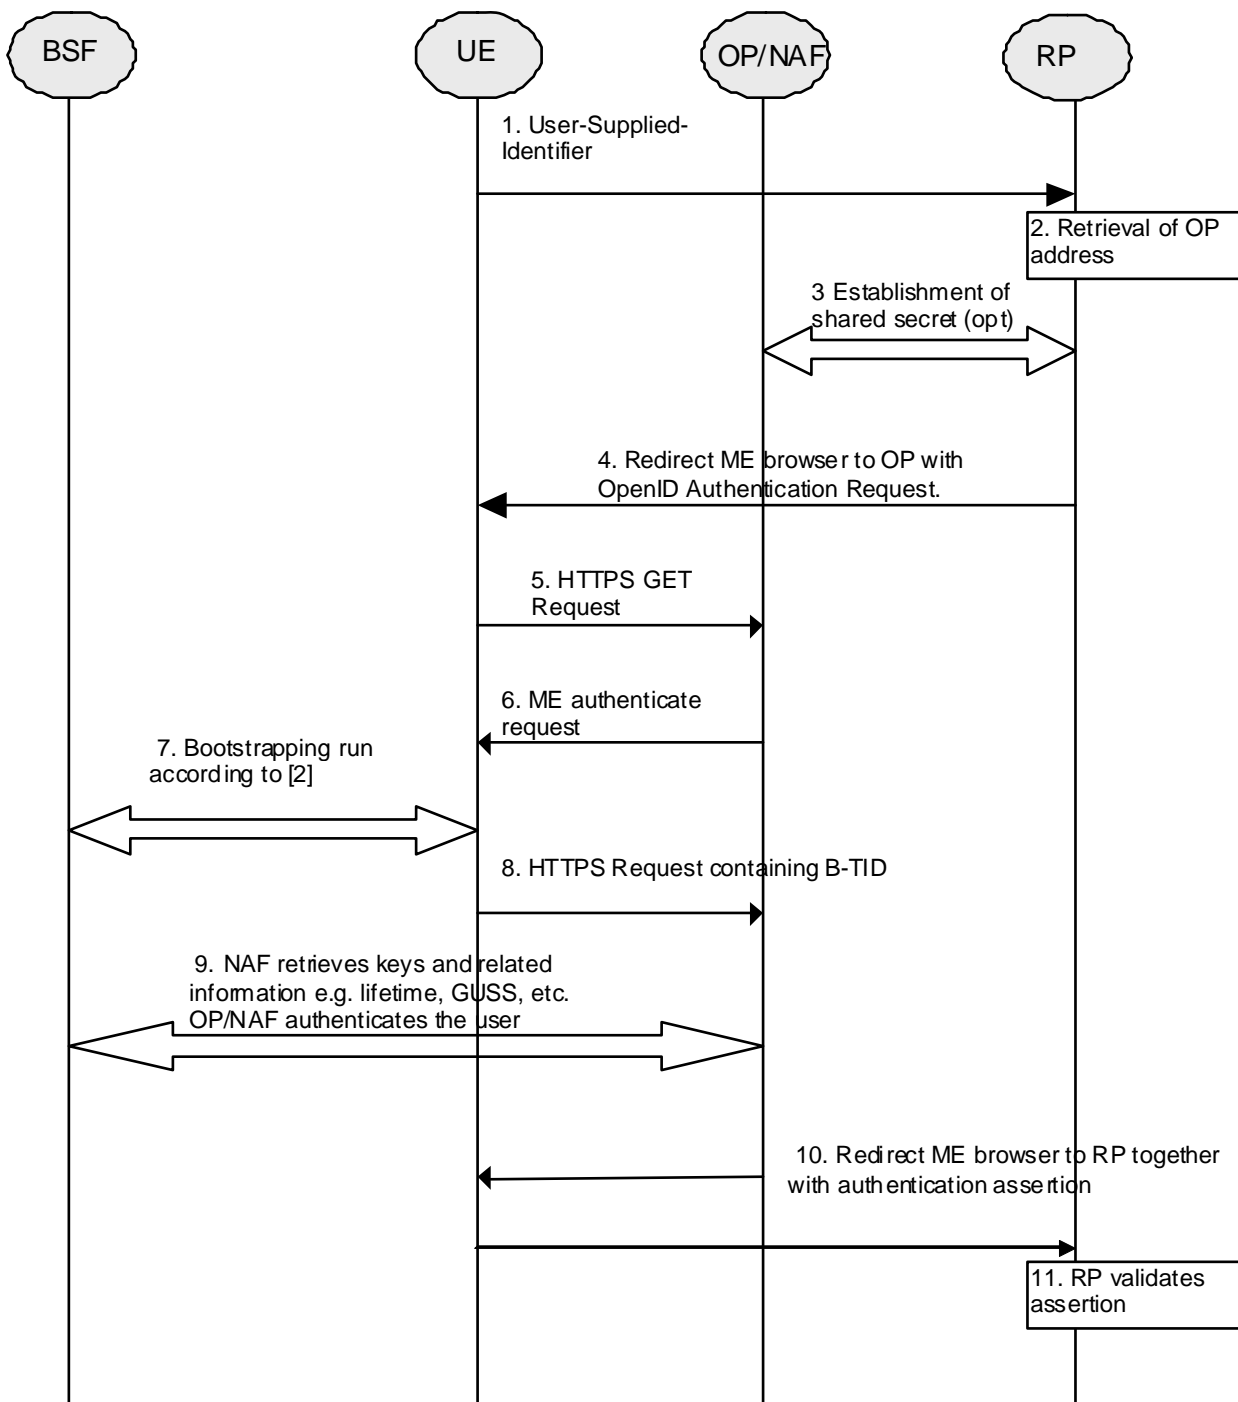 BSF
UE
OP/NAF
RP
1. User-Supplied-
Identifier
2. Retrieval of OP
address
3 Establishment of
shared secret (opt)
4. Redirect ME browser to OP with
OpenID Authentication Request.
5. HTTPS GET
Request
6. ME authenticate
request
7. Bootstrapping run
according to [2]
8. HTTPS Request containing B-TID
9. NAF retrieves keys and related
information e.g. lifetime, GUSS, etc.
OP/NAF authenticates the user
10. Redirect ME browser to RP together
with authentication assertion
11. RP validates
assertion